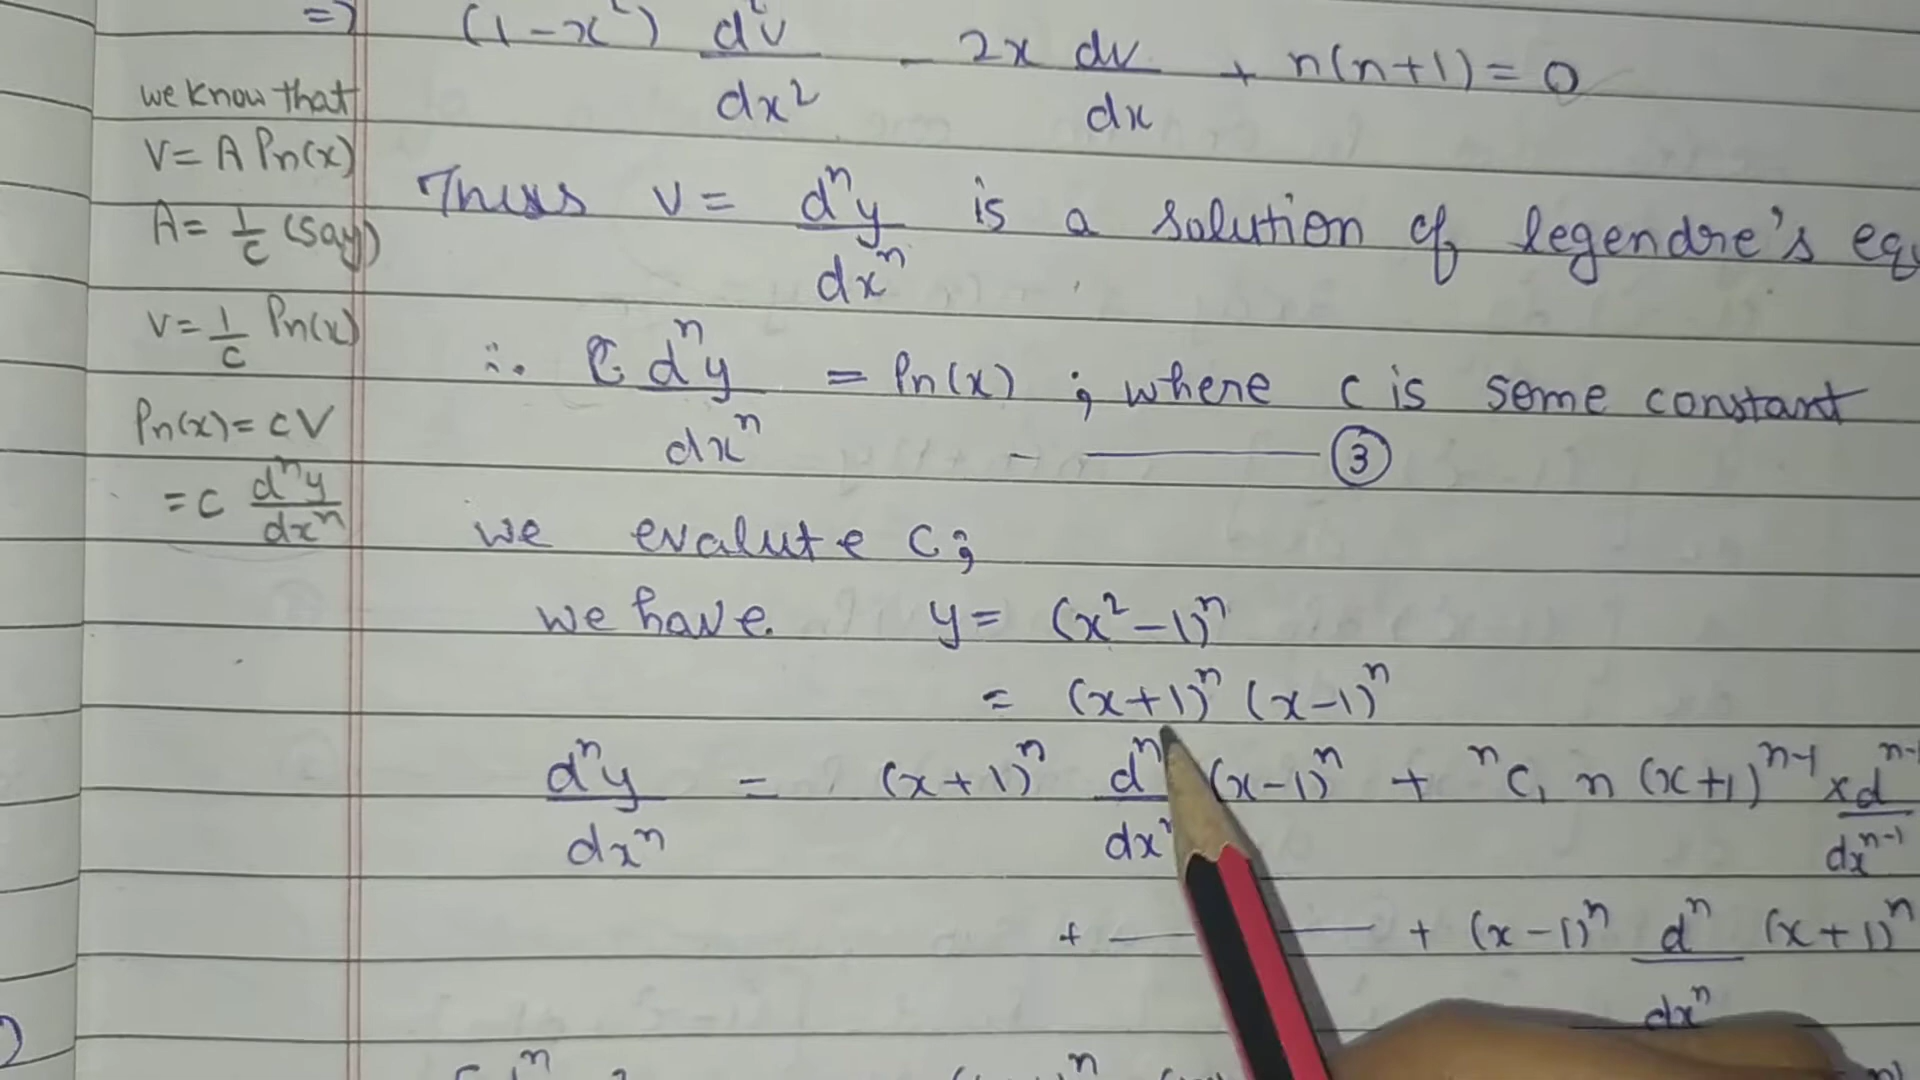 => (1-x²) d²v/dx² - 2x dv/dx + n(n+1) = 0
we know that
v = A Pn(x)
A = 1/c (say)
v = 1/c Pn(x)
Pn(x) = cv
= c dⁿy/dxⁿ
Thus v = dⁿy/dxⁿ is a solution of legendre's eq
∴ C dⁿy/dxⁿ = Pn(x) ; where c is some constant
- ——— ③
we evalute c;
we have. y = (x²-1)ⁿ
= (x+1)ⁿ (x-1)ⁿ
dⁿy/dxⁿ = (x+1)ⁿ dⁿ/dxⁿ (x-1)ⁿ + ⁿC₁ n (x+1)ⁿ⁻¹ × dⁿ⁻¹/dxⁿ⁻¹
+ ——— + (x-1)ⁿ dⁿ/dxⁿ (x+1)ⁿ